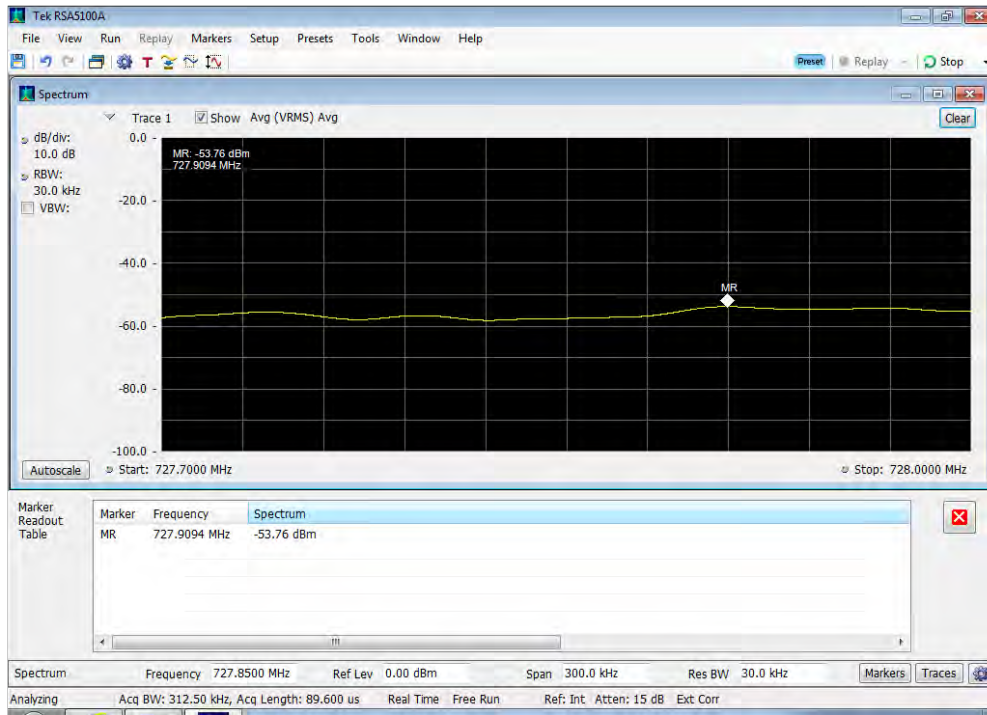 Tek RSA5100A
File View Run Replay Markers Setup Presets Tools Window Help
T Preset Replay Stop
Spectrum
Trace 1 Show Avg (VRMS) Avg Clear
dB/div:
10.0 dB
RBW:
30.0 kHz
VBW:
0.0
MR: -53.76 dBm
727.9094 MHz
-20.0
-40.0
MR
-60.0
-80.0
-100.0
Autoscale Start: 727.7000 MHz Stop: 728.0000 MHz
Marker
Readout
Table
Marker Frequency Spectrum
MR 727.9094 MHz -53.76 dBm
Spectrum Frequency 727.8500 MHz Ref Lev 0.00 dBm Span 300.0 kHz Res BW 30.0 kHz Markers Traces
Analyzing Acq BW: 312.50 kHz, Acq Length: 89.600 us Real Time Free Run Ref: Int Atten: 15 dB Ext Corr